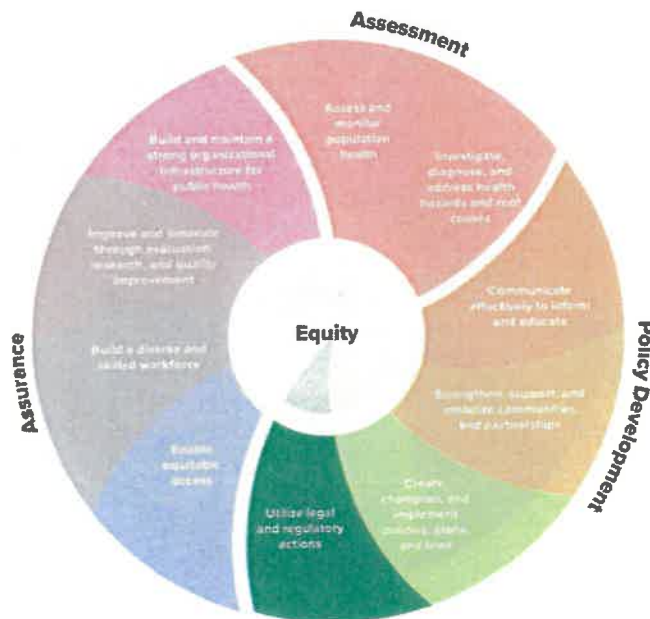 Assessment
Assess and
monitor
population
health
Investigate,
diagnose, and
address health
hazards and root
causes
Policy Development
Communicate
effectively to inform
and educate
Strengthen, support, and
mobilize communities,
and partnerships
Create,
champion, and
implement
policies, plans,
and laws
Utilize legal
and regulatory
actions
Assurance
Enable
equitable
access
Build a diverse and
skilled workforce
Improve and innovate
through evaluation,
research, and quality
improvement
Build and maintain a
strong organizational
infrastructure for
public health
Equity